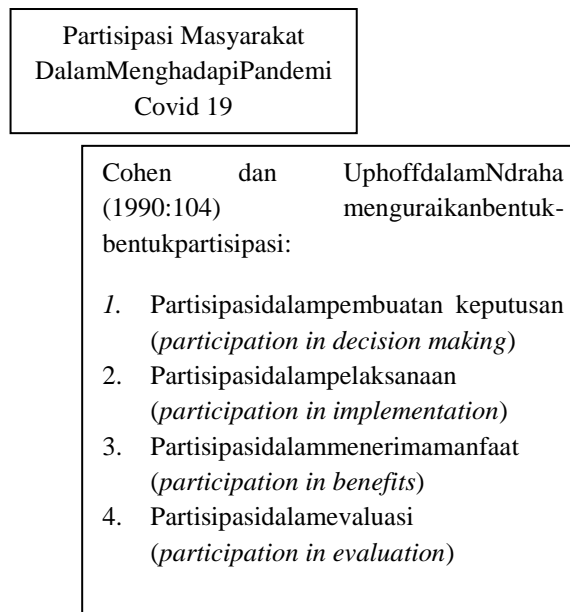 Partisipasi Masyarakat
DalamMenghadapiPandemi
Covid 19
Cohen dan UphoffdalamNdraha
(1990:104) menguraikanbentuk-
bentukpartisipasi:
1. Partisipasidalampembuatan keputusan
(participation in decision making)
2. Partisipasidalampelaksanaan
(participation in implementation)
3. Partisipasidalammenerimamanfaat
(participation in benefits)
4. Partisipasidalamevaluasi
(participation in evaluation)